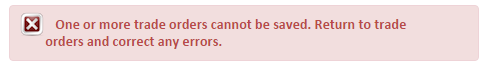 One or more trade orders cannot be saved. Return to trade
orders and correct any errors.